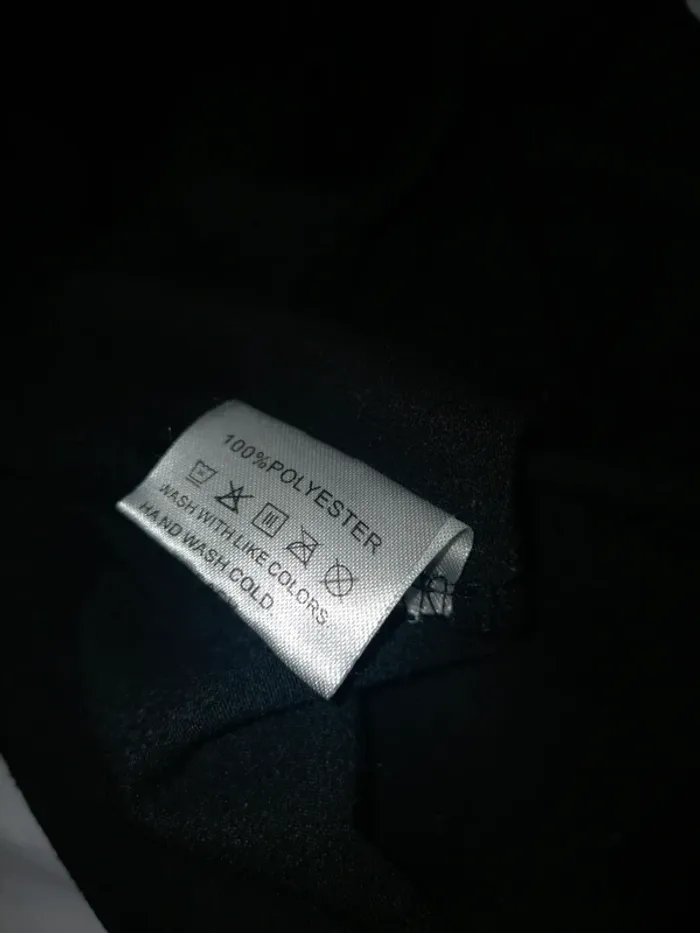 100%POLYESTER
WASH WITH LIKE COLORS.
HAND WASH COLD.